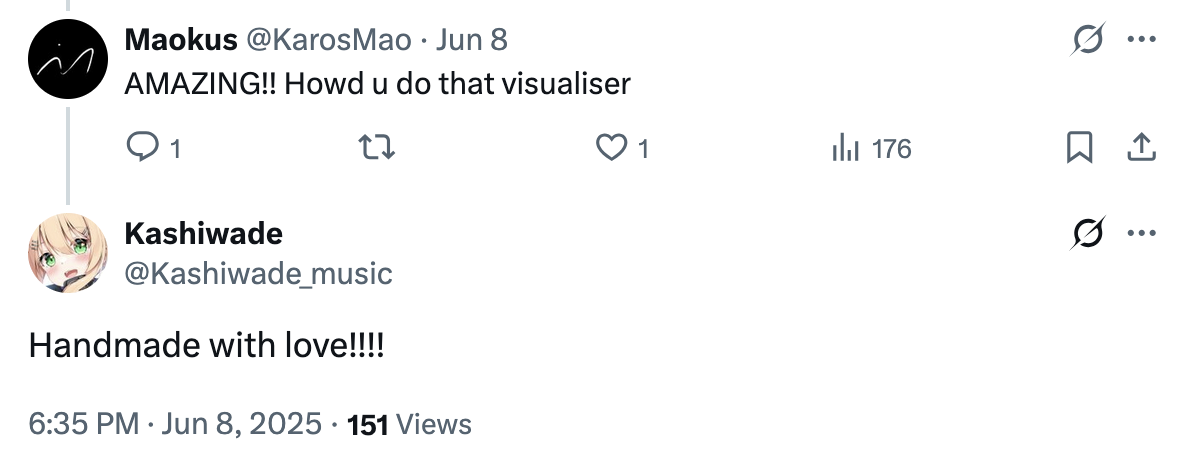 Maokus @KarosMao · Jun 8
AMAZING!! Howd u do that visualiser
1 1 176
Kashiwade
@Kashiwade_music
Handmade with love!!!!
6:35 PM · Jun 8, 2025 · 151 Views